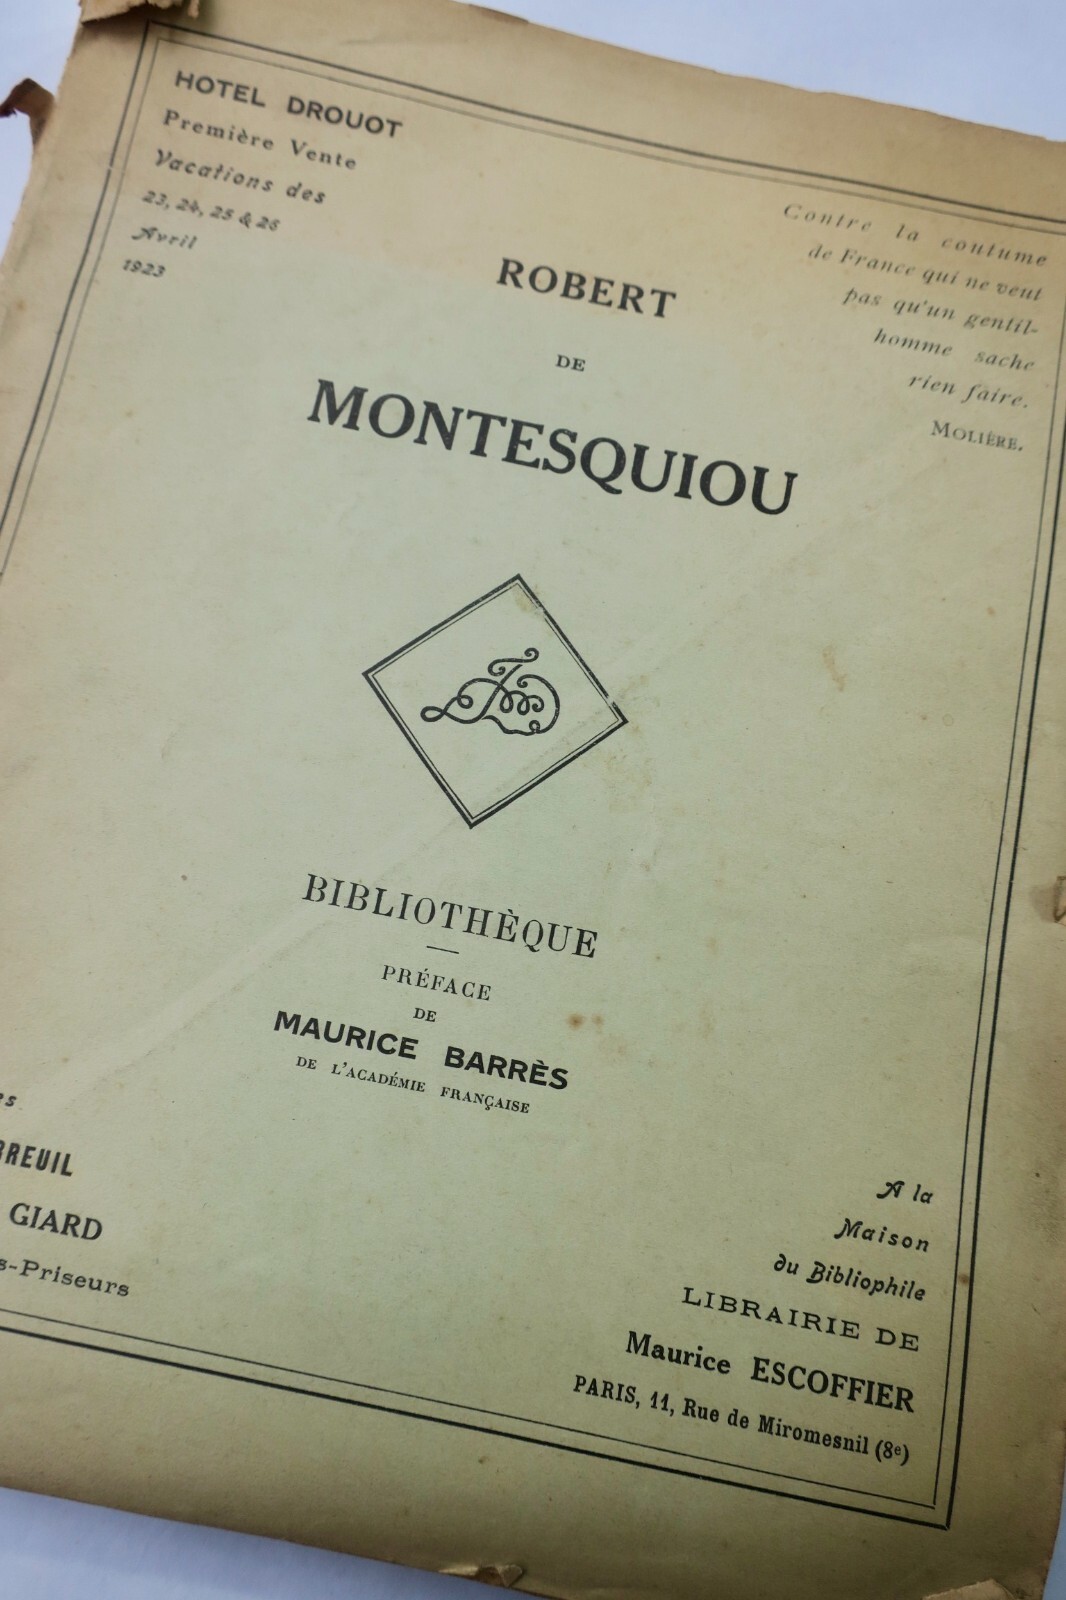 HOTEL DROUOT
Première Vente
Vacations des
23, 24, 25 & 26
Avril
1923
Contre la coutume
de France qui ne veut
pas qu'un gentil-
homme sache
rien faire.
MOLIÈRE.
ROBERT
DE
MONTESQUIOU
BIBLIOTHÈQUE
PRÉFACE
DE
MAURICE BARRÈS
DE L'ACADÉMIE FRANÇAISE
GIARD
s-Priseurs
A la
Maison
du Bibliophile
LIBRAIRIE DE
Maurice ESCOFFIER
PARIS, 11, Rue de Miromesnil (8e)